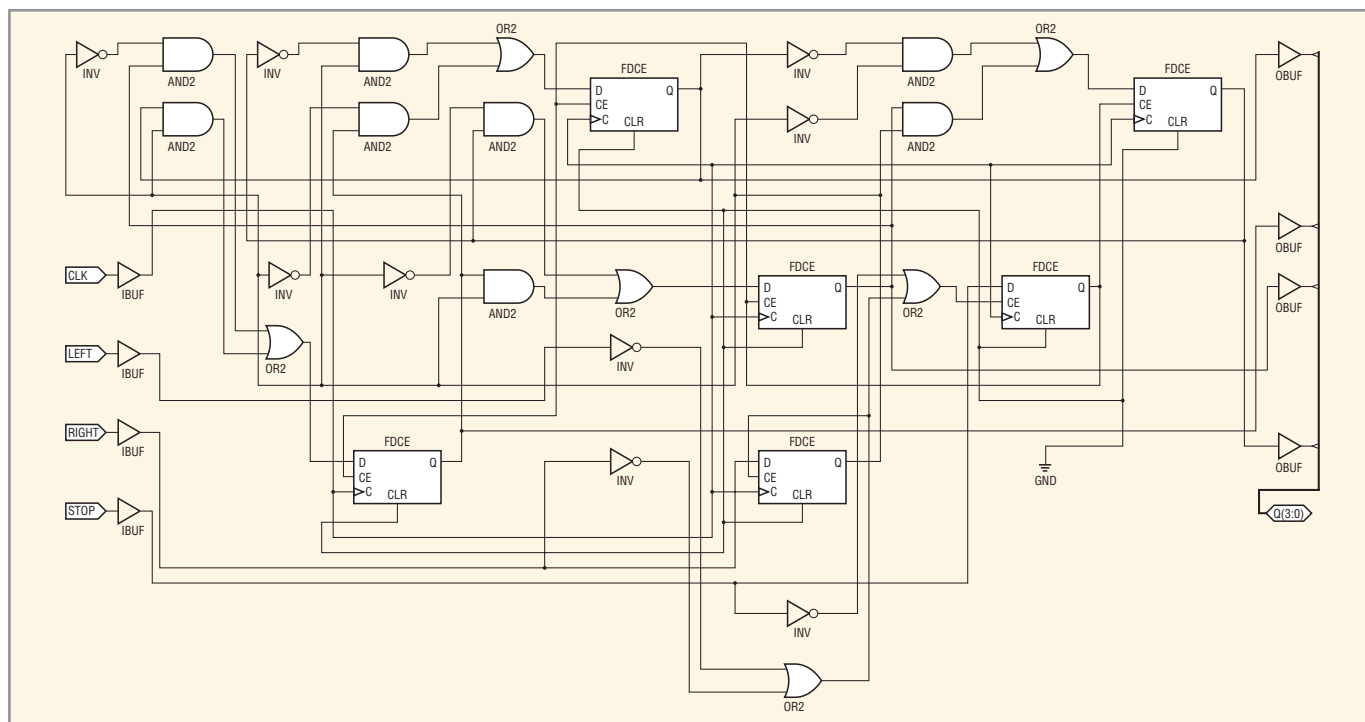 OR2
OR2
INV
AND2
INV
AND2
INV
AND2
OBUF
FDCE
D
CE
C
Q
CLR
FDCE
D
CE
C
Q
CLR
AND2
AND2
AND2
INV
AND2
OBUF
CLK
IBUF
INV
INV
AND2
OR2
FDCE
D
CE
C
Q
CLR
OR2
FDCE
D
CE
C
Q
CLR
OBUF
LEFT
IBUF
OR2
INV
RIGHT
IBUF
FDCE
D
CE
C
Q
CLR
INV
FDCE
D
CE
C
Q
CLR
GND
OBUF
STOP
IBUF
Q(3:0)
INV
OR2